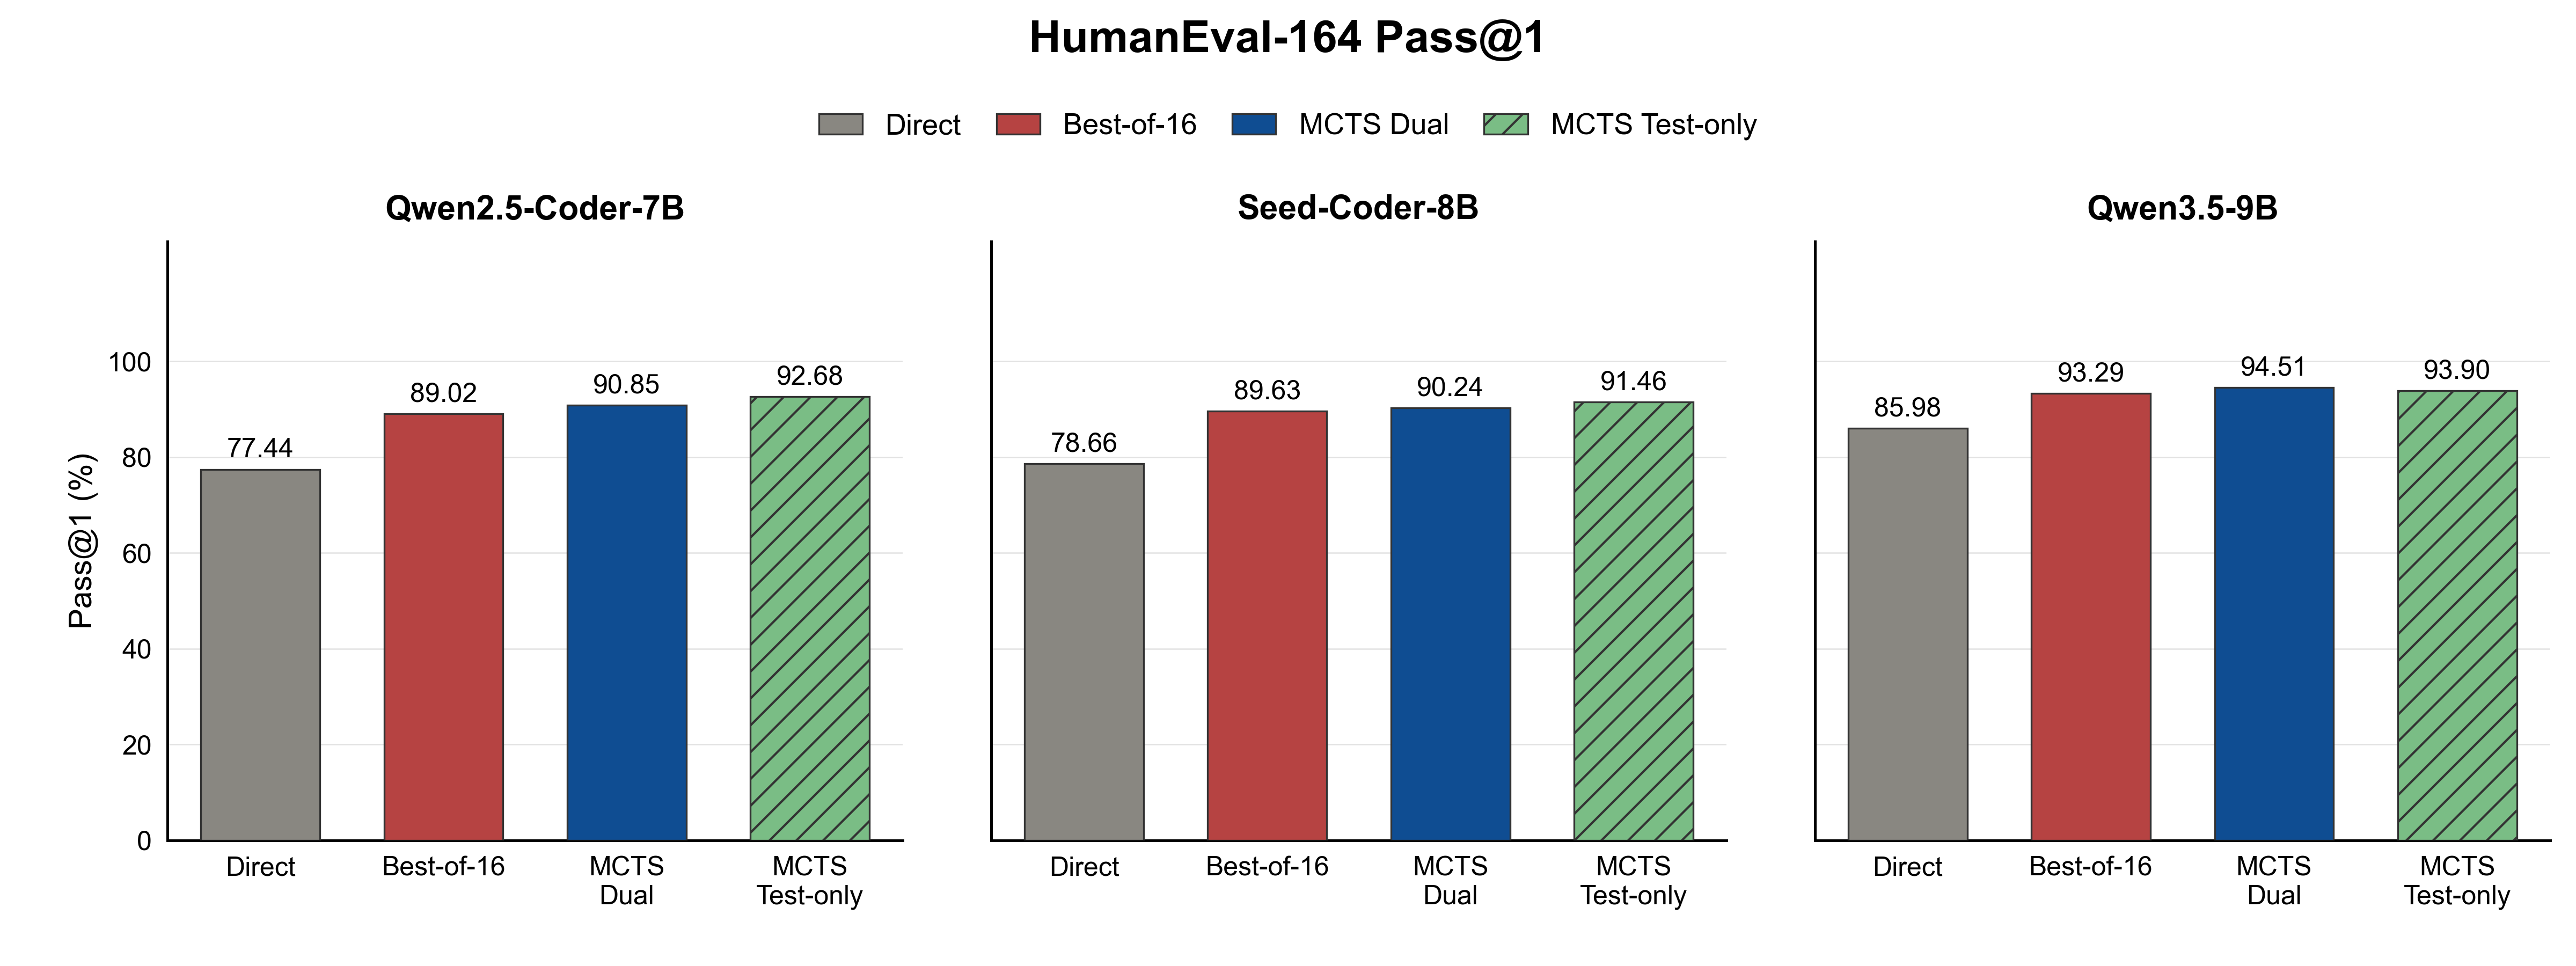 HumanEval-164 Pass@1
Direct Best-of-16 MCTS Dual MCTS Test-only
Qwen2.5-Coder-7B
Pass@1 (%)
100
80
60
40
20
0
77.44
89.02
90.85
92.68
Direct
Best-of-16
MCTS
Dual
MCTS
Test-only
Seed-Coder-8B
78.66
89.63
90.24
91.46
Direct
Best-of-16
MCTS
Dual
MCTS
Test-only
Qwen3.5-9B
85.98
93.29
94.51
93.90
Direct
Best-of-16
MCTS
Dual
MCTS
Test-only